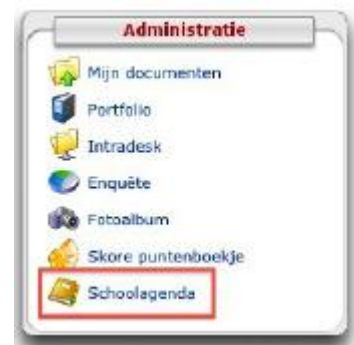 Administratie
Mijn documenten
Portfolio
Intradesk
Enquête
Fotoalbum
Skore puntenboekje
Schoolagenda